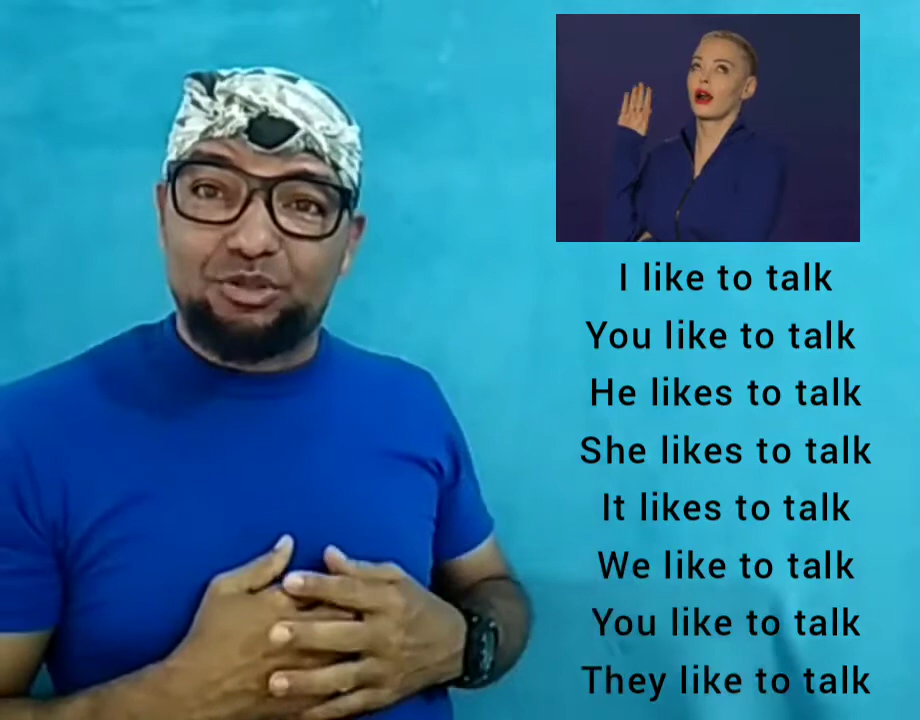 I like to talk
You like to talk
He likes to talk
She likes to talk
It likes to talk
We like to talk
You like to talk
They like to talk